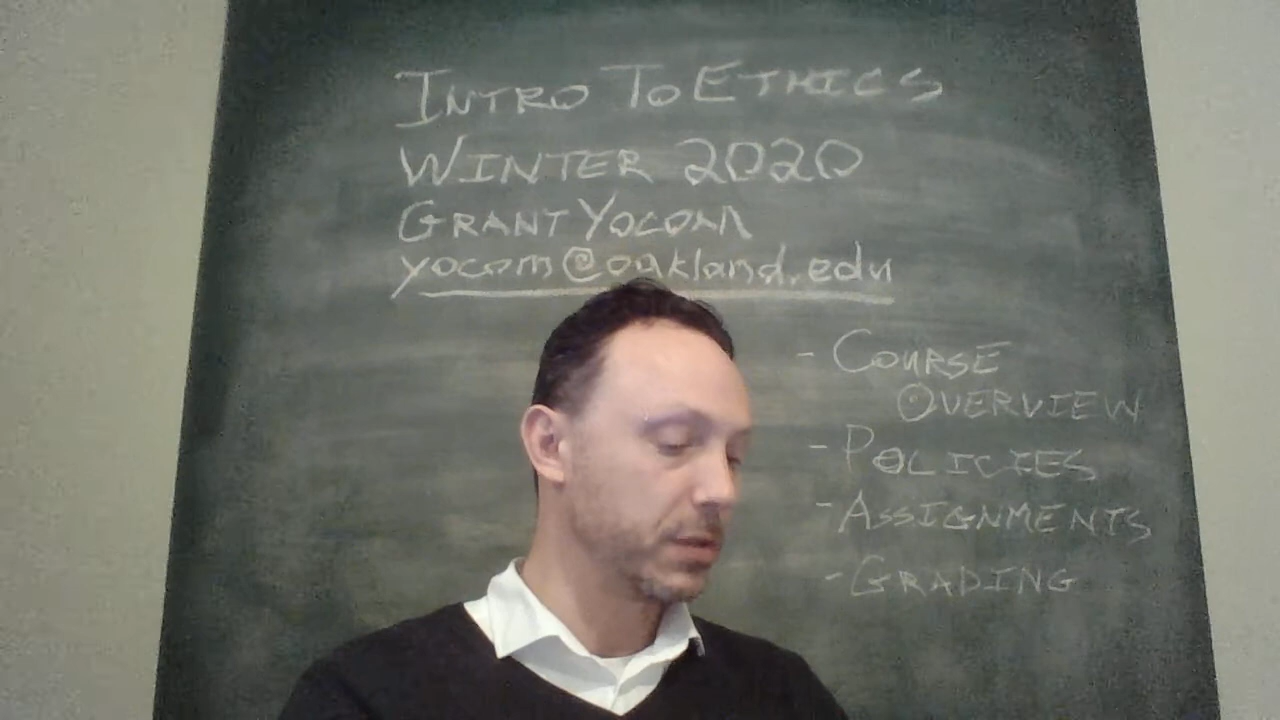 INTRO TO ETHICS
WINTER 2020
GRANT YOCOM
yocom@oakland.edu
- COURSE
OVERVIEW
- POLICIES
- ASSIGNMENTS
- GRADING